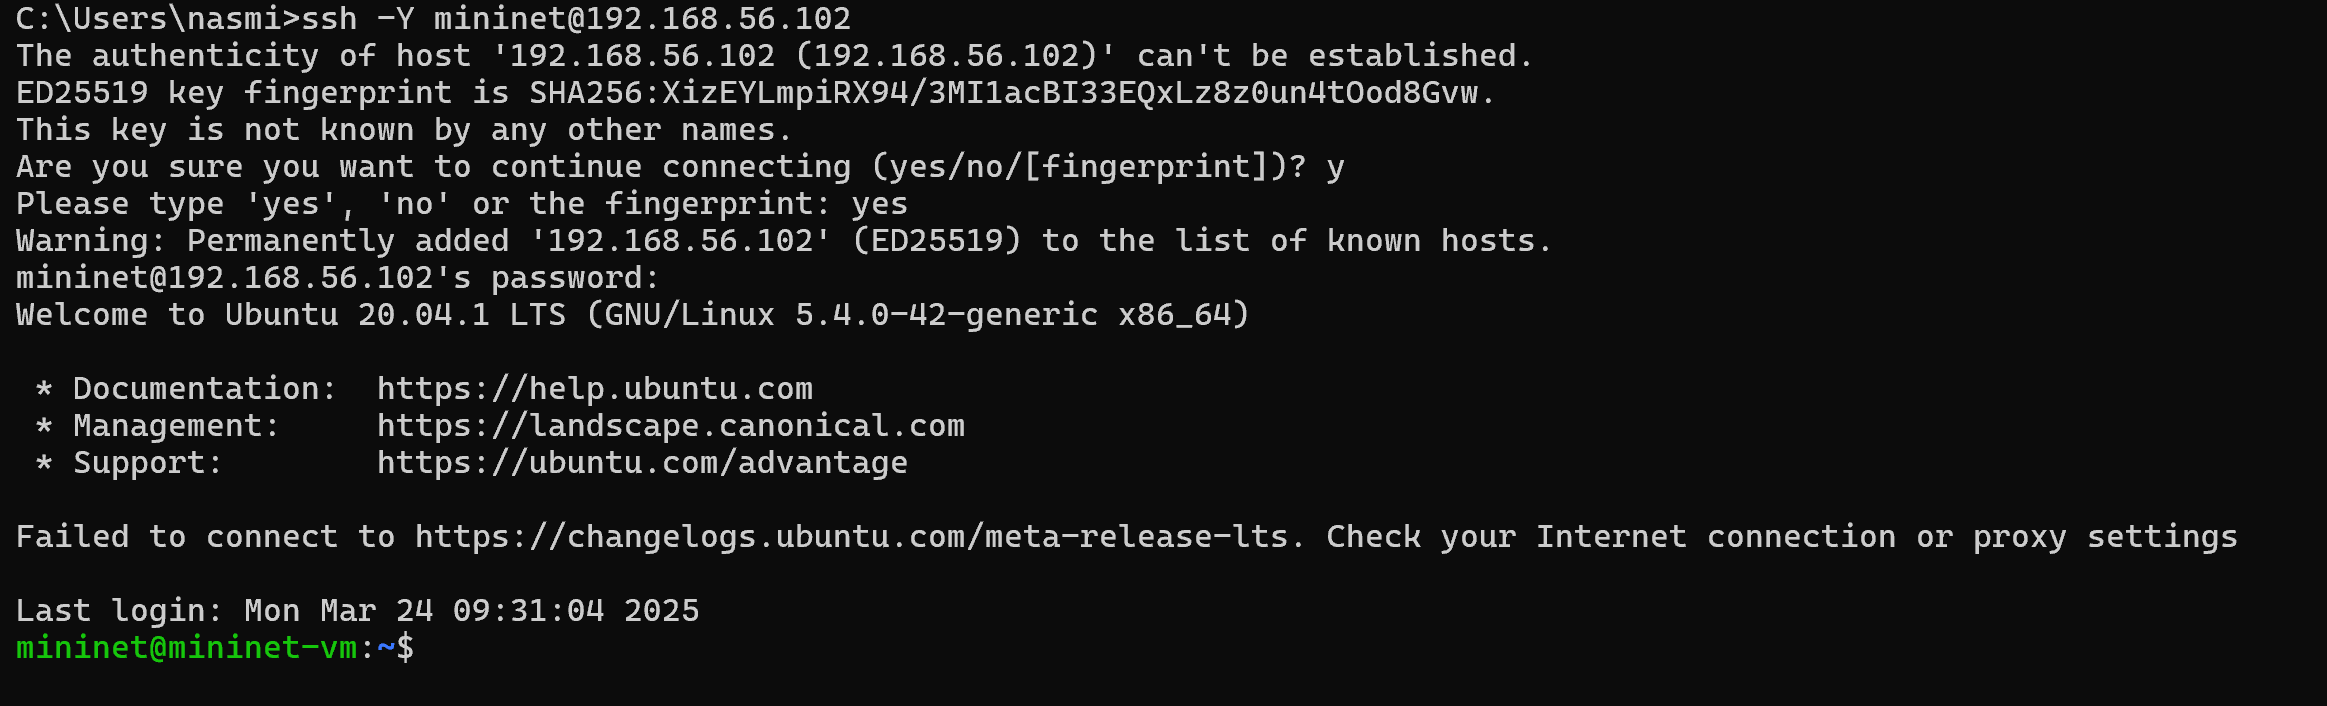 C:\Users\nasmi>ssh -Y mininet@192.168.56.102
The authenticity of host '192.168.56.102 (192.168.56.102)' can't be established.
ED25519 key fingerprint is SHA256:XizEYLmpiRX94/3MI1acBI33EQxLz8z0un4tOod8Gvw.
This key is not known by any other names.
Are you sure you want to continue connecting (yes/no/[fingerprint])? y
Please type 'yes', 'no' or the fingerprint: yes
Warning: Permanently added '192.168.56.102' (ED25519) to the list of known hosts.
mininet@192.168.56.102's password:
Welcome to Ubuntu 20.04.1 LTS (GNU/Linux 5.4.0-42-generic x86_64)

 * Documentation:  https://help.ubuntu.com
 * Management:     https://landscape.canonical.com
 * Support:        https://ubuntu.com/advantage

Failed to connect to https://changelogs.ubuntu.com/meta-release-lts. Check your Internet connection or proxy settings

Last login: Mon Mar 24 09:31:04 2025
mininet@mininet-vm:~$